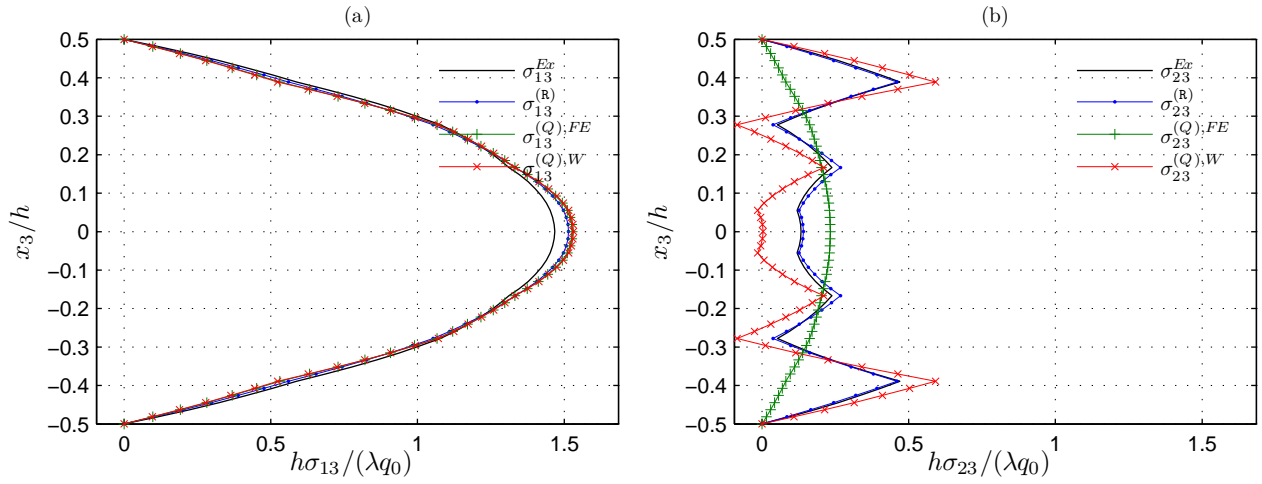 (a)
0.5
0.4
0.3
0.2
0.1
0
−0.1
−0.2
−0.3
−0.4
−0.5
x₃/h
0 0.5 1 1.5
hσ₁₃/(λq₀)
σ₁₃^{Ex}
σ₁₃^{(R)}
σ₁₃^{(Q),FE}
σ₁₃^{(Q),W}
(b)
0.5
0.4
0.3
0.2
0.1
0
−0.1
−0.2
−0.3
−0.4
−0.5
x₃/h
0 0.5 1 1.5
hσ₂₃/(λq₀)
σ₂₃^{Ex}
σ₂₃^{(R)}
σ₂₃^{(Q),FE}
σ₂₃^{(Q),W}